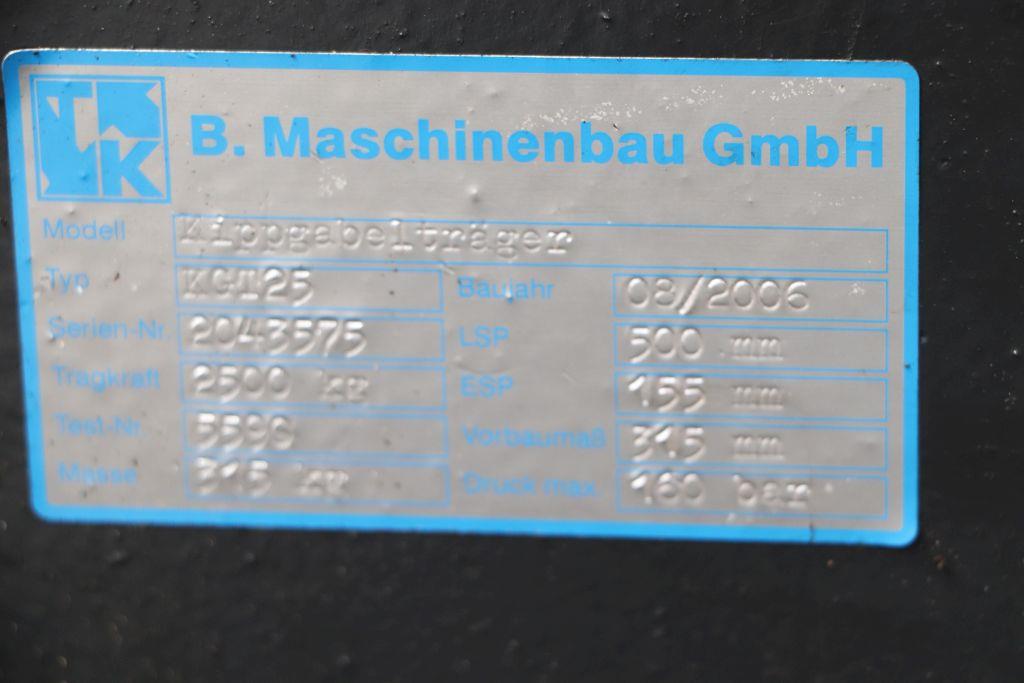 TK B. Maschinenbau GmbH
Modell Kippgabelträger
Typ KGT25 Baujahr 08/2006
Serien-Nr. 2043575 LSP 500 mm
Tragkraft 2500 kg ESP 155 mm
Test-Nr. 5596 Vorbaumaß 315 mm
Masse 315 kg Druck max. 160 bar